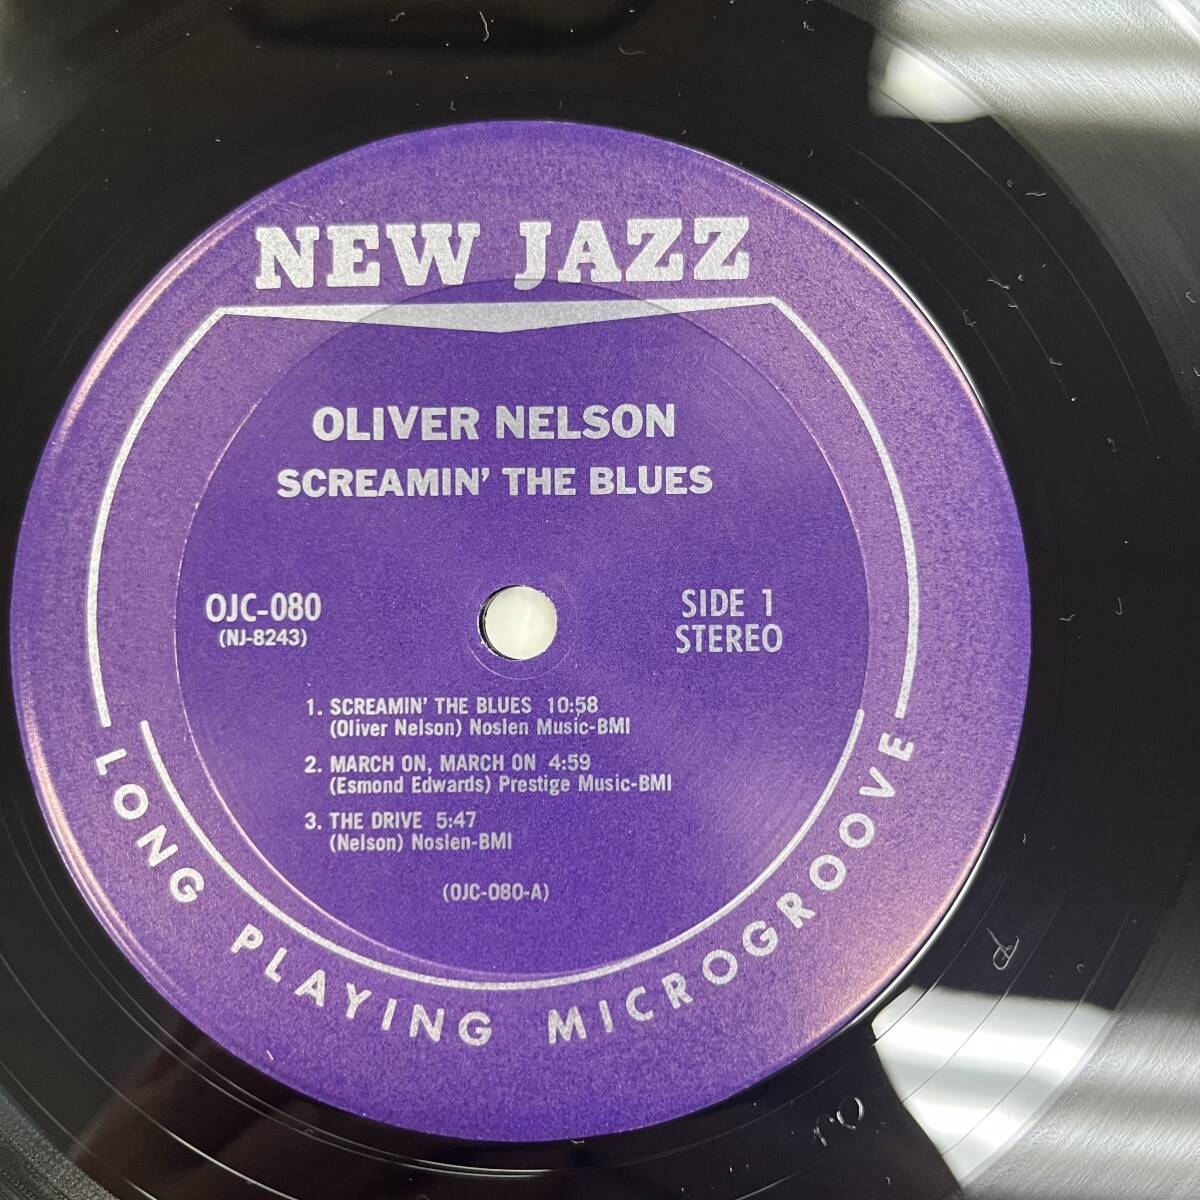 NEW JAZZ
OLIVER NELSON
SCREAMIN' THE BLUES
OJC-080
(NJ-8243)
SIDE 1
STEREO
1. SCREAMIN' THE BLUES 10:58
(Oliver Nelson) Noslen Music-BMI
2. MARCH ON, MARCH ON 4:59
(Esmond Edwards) Prestige Music-BMI
3. THE DRIVE 5:47
(Nelson) Noslen-BMI
(OJC-080-A)
LONG PLAYING MICROGROOVE